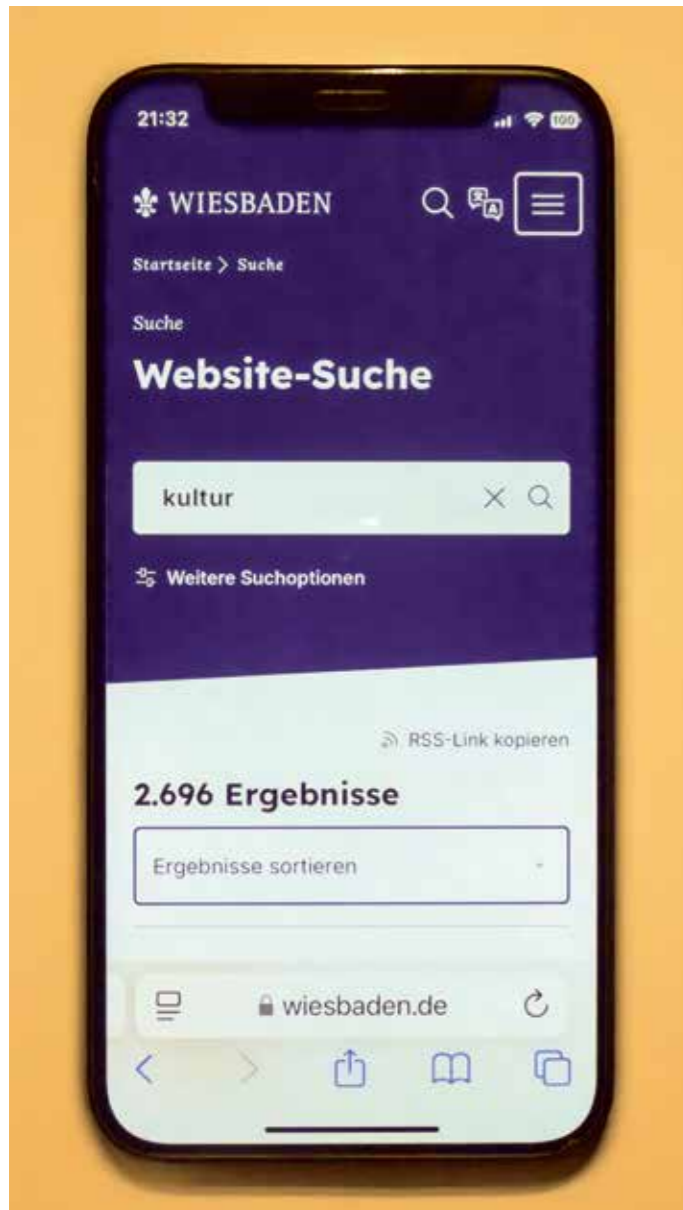 21:32
100
WIESBADEN
Startseite > Suche
Suche
Website-Suche
kultur
Weitere Suchoptionen
RSS-Link kopieren
2.696 Ergebnisse
Ergebnisse sortieren
wiesbaden.de